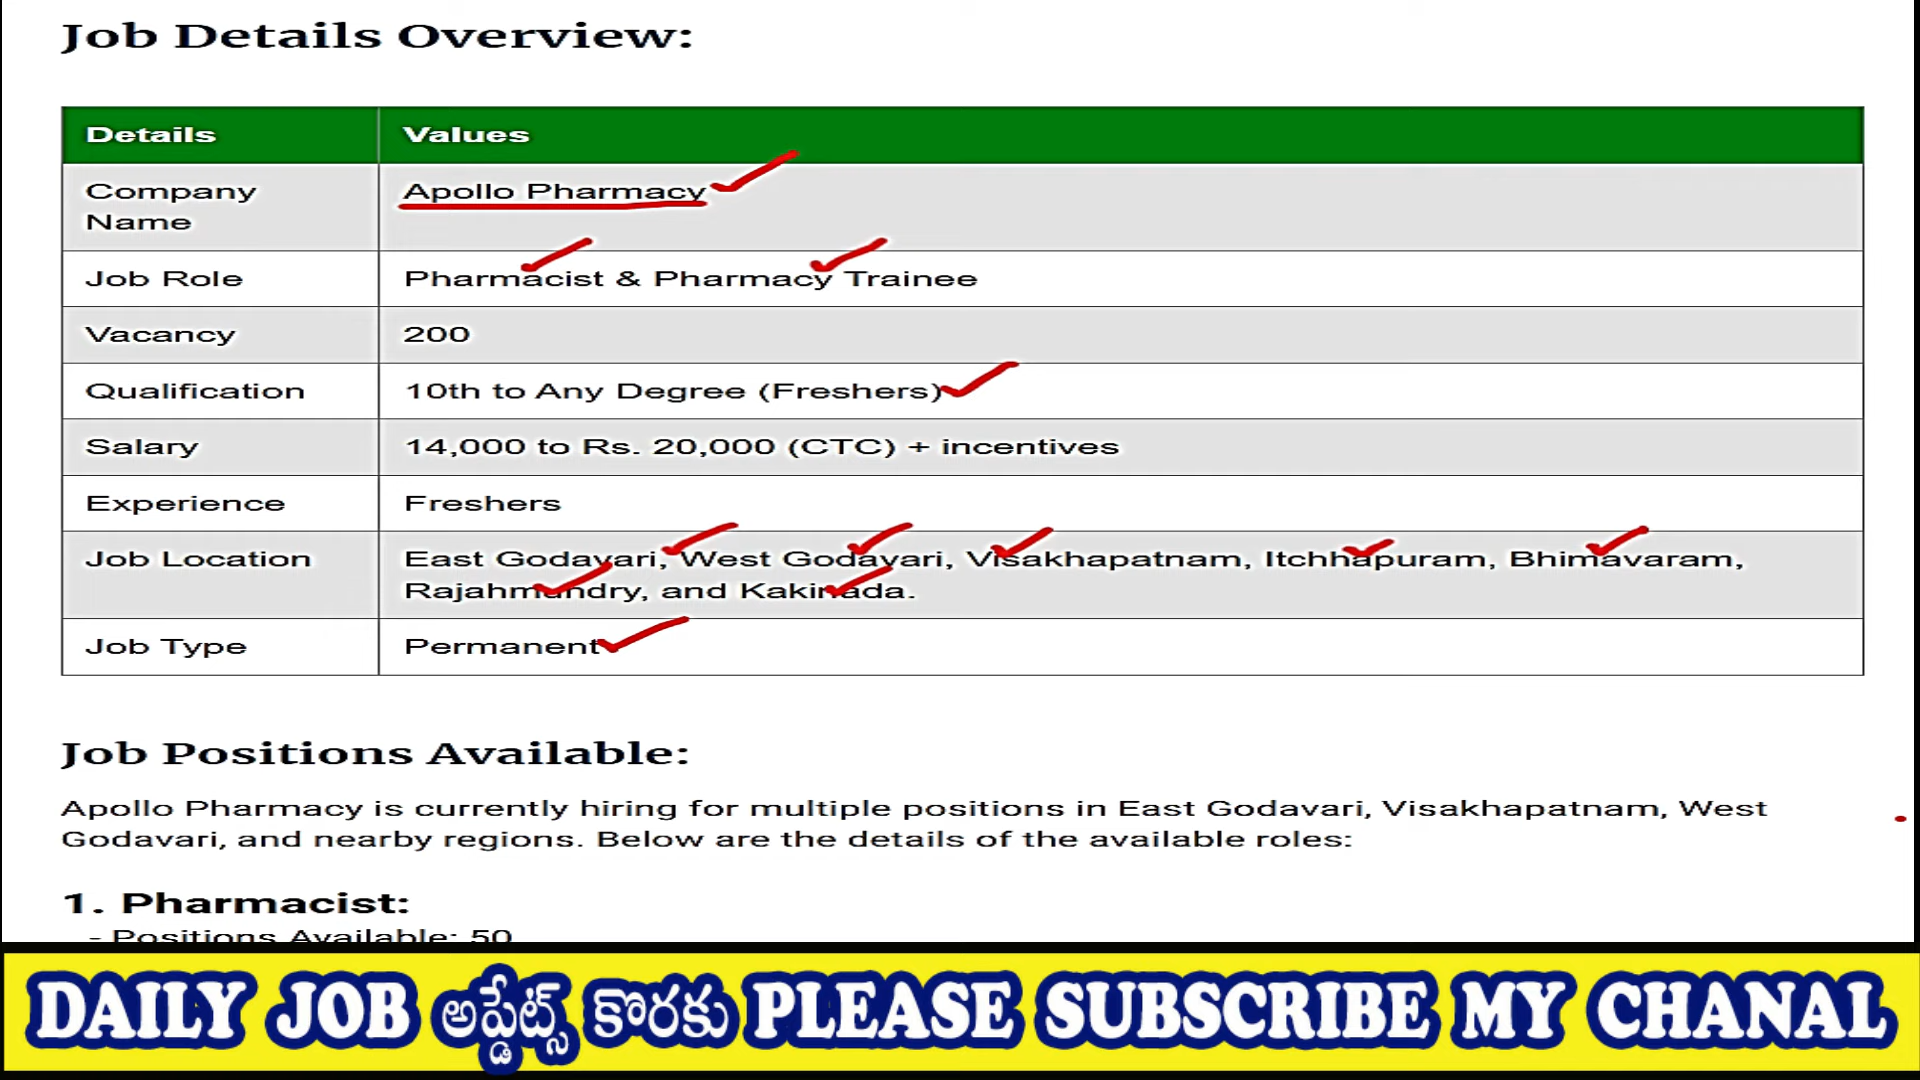 Job Details Overview:
Details Values
Company Apollo Pharmacy
Name
Job Role Pharmacist & Pharmacy Trainee
Vacancy 200
Qualification 10th to Any Degree (Freshers)
Salary 14,000 to Rs. 20,000 (CTC) + incentives
Experience Freshers
Job Location East Godavari, West Godavari, Visakhapatnam, Itchhapuram, Bhimavaram,
Rajahmundry, and Kakinada.
Job Type Permanent
Job Positions Available:
Apollo Pharmacy is currently hiring for multiple positions in East Godavari, Visakhapatnam, West
Godavari, and nearby regions. Below are the details of the available roles:
1. Pharmacist:
- Positions Available: 50
DAILY JOB అప్డేట్స్ కొరకు PLEASE SUBSCRIBE MY CHANAL